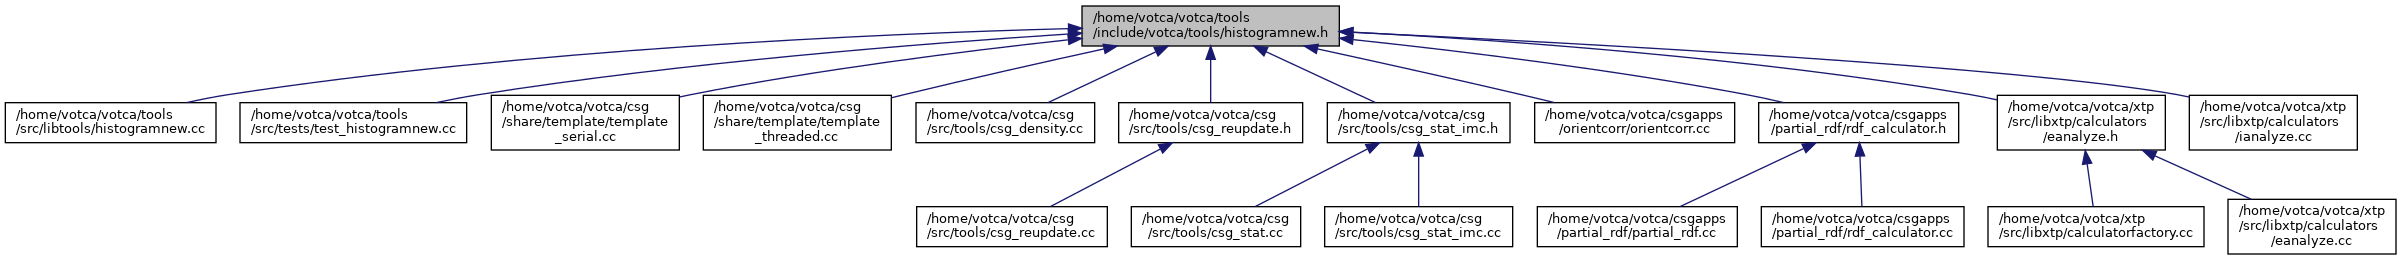 /home/votca/votca/tools
/include/votca/tools/histogramnew.h
/home/votca/votca/tools
/src/libtools/histogramnew.cc
/home/votca/votca/tools
/src/tests/test_histogramnew.cc
/home/votca/votca/csg
/share/template/template
_serial.cc
/home/votca/votca/csg
/share/template/template
_threaded.cc
/home/votca/votca/csg
/src/tools/csg_density.cc
/home/votca/votca/csg
/src/tools/csg_reupdate.h
/home/votca/votca/csg
/src/tools/csg_stat_imc.h
/home/votca/votca/csgapps
/orientcorr/orientcorr.cc
/home/votca/votca/csgapps
/partial_rdf/rdf_calculator.h
/home/votca/votca/xtp
/src/libxtp/calculators
/eanalyze.h
/home/votca/votca/xtp
/src/libxtp/calculators
/ianalyze.cc
/home/votca/votca/csg
/src/tools/csg_reupdate.cc
/home/votca/votca/csg
/src/tools/csg_stat.cc
/home/votca/votca/csg
/src/tools/csg_stat_imc.cc
/home/votca/votca/csgapps
/partial_rdf/partial_rdf.cc
/home/votca/votca/csgapps
/partial_rdf/rdf_calculator.cc
/home/votca/votca/xtp
/src/libxtp/calculatorfactory.cc
/home/votca/votca/xtp
/src/libxtp/calculators
/eanalyze.cc